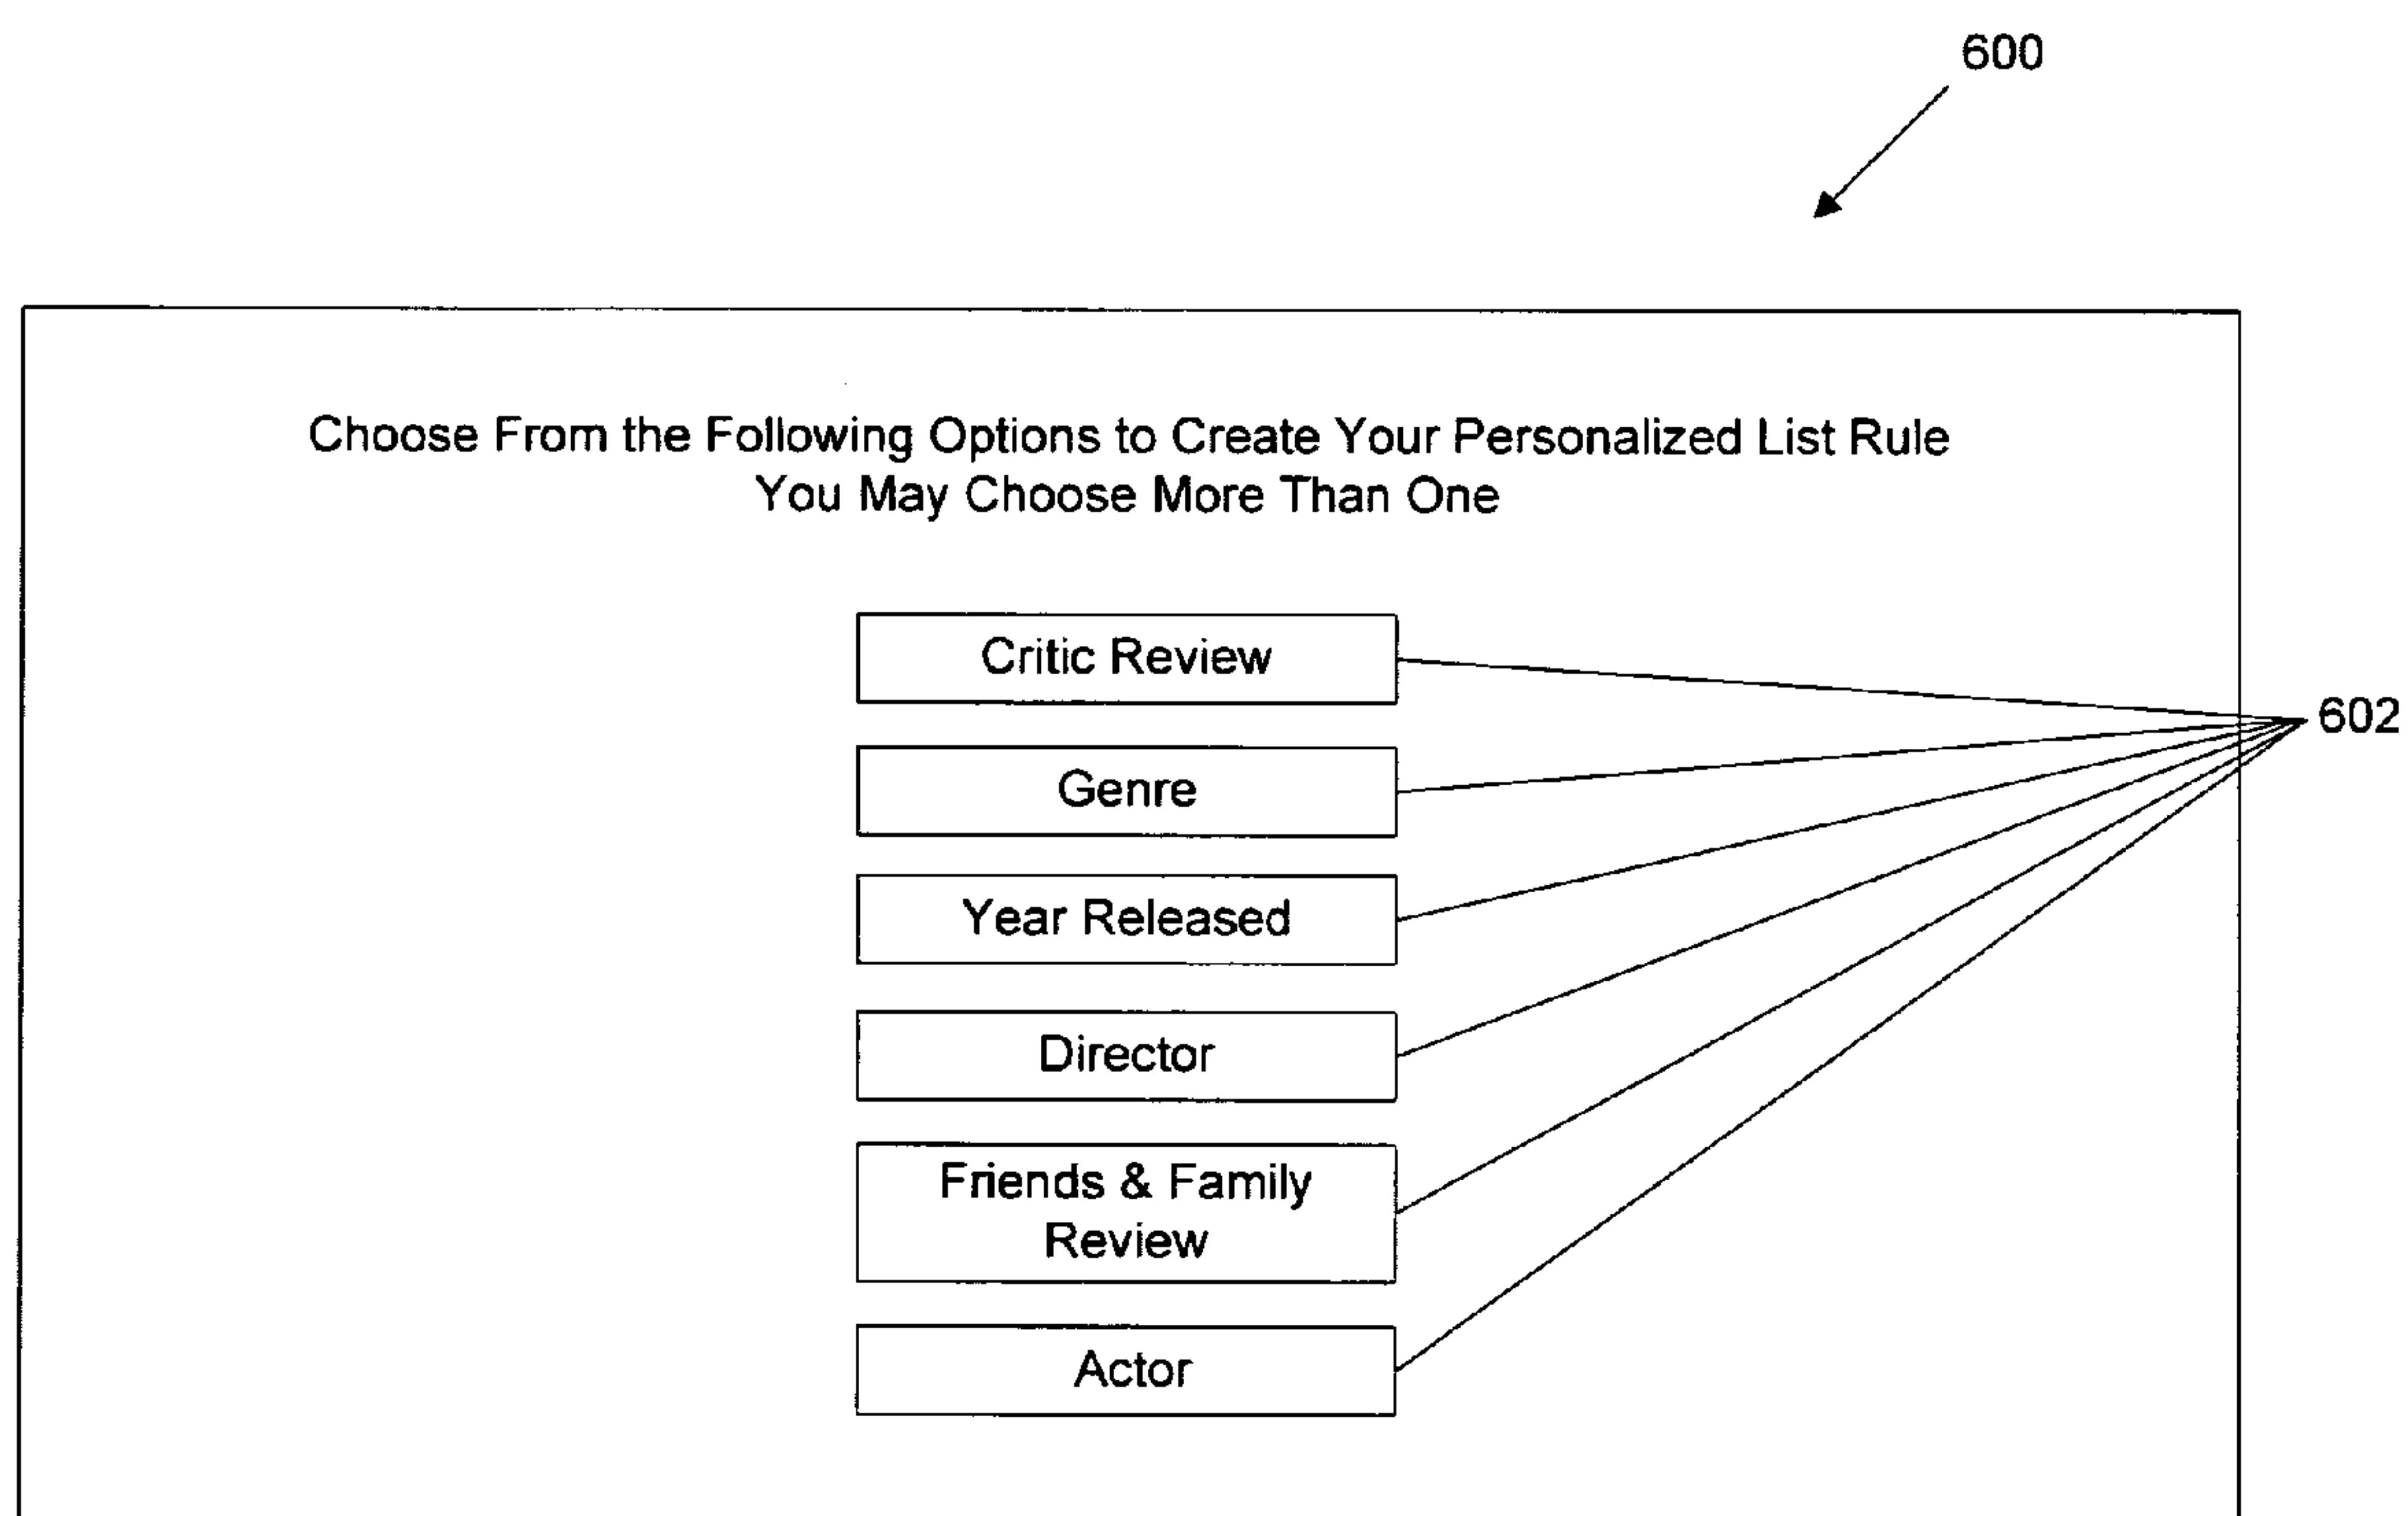 600
Choose From the Following Options to Create Your Personalized List Rule
You May Choose More Than One
Critic Review
602
Genre
Year Released
Director
Friends & Family
Review
Actor